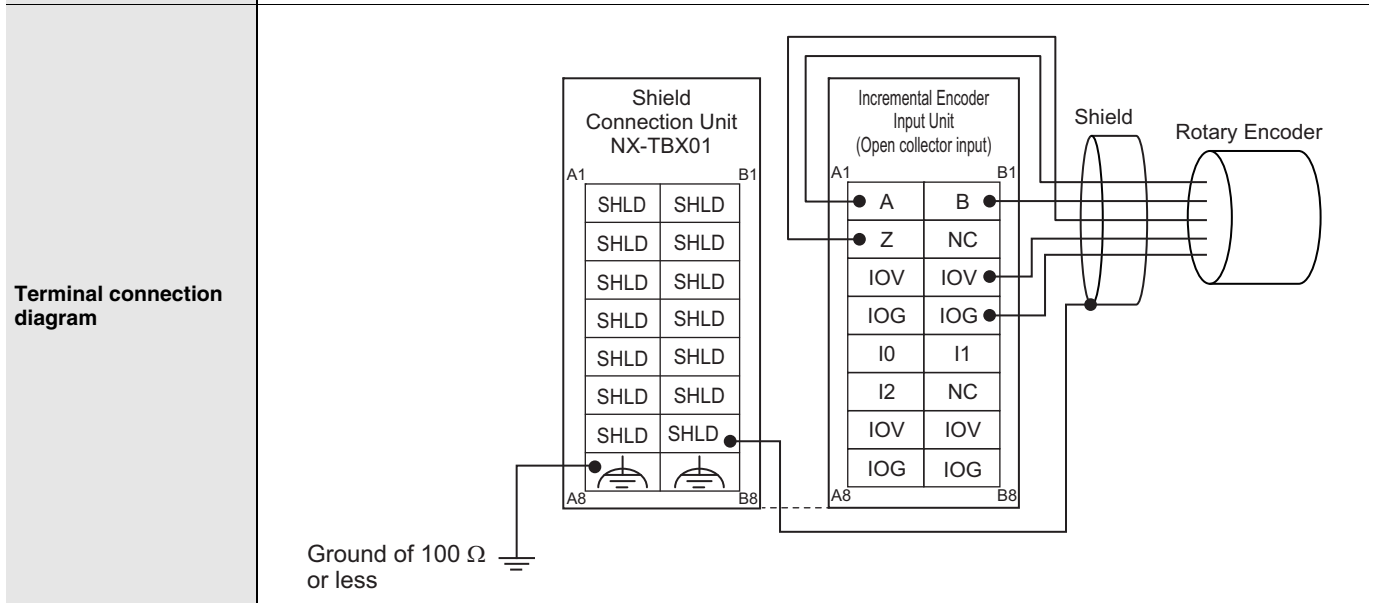 Terminal connection
diagram
Shield
Connection Unit
NX-TBX01
A1 B1
SHLD SHLD
SHLD SHLD
SHLD SHLD
SHLD SHLD
SHLD SHLD
SHLD SHLD
SHLD SHLD
A8 B8
Ground of 100 Ω
or less
Incremental Encoder
Input Unit
(Open collector input)
A1 B1
A B
Z NC
IOV IOV
IOG IOG
I0 I1
I2 NC
IOV IOV
IOG IOG
A8 B8
Shield
Rotary Encoder